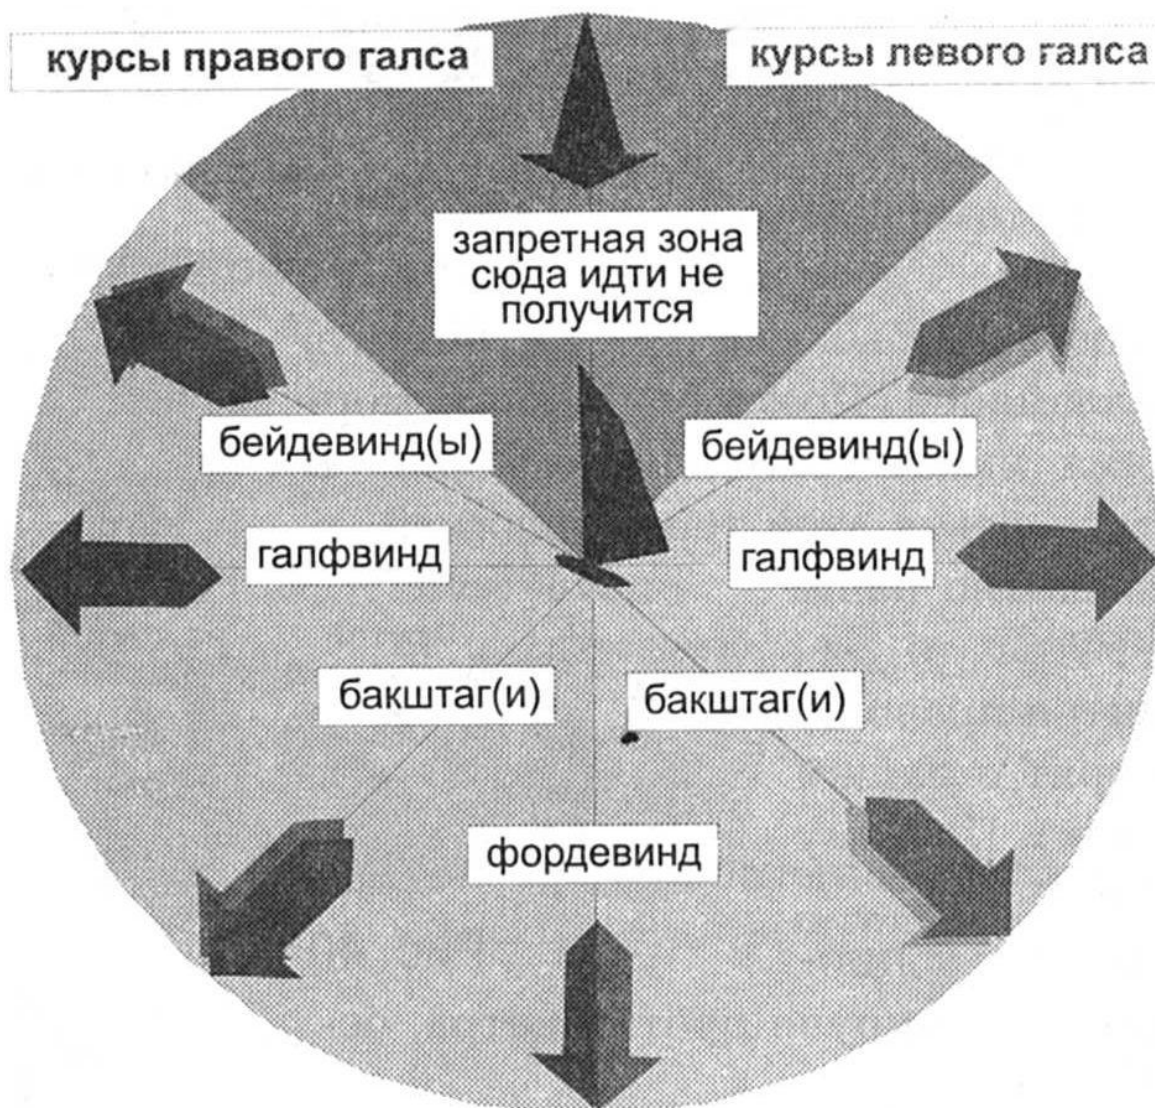 курсы правого галса
курсы левого галса
запретная зона
сюда идти не
получится
бейдевинд(ы)
бейдевинд(ы)
галфвинд
галфвинд
бакштаг(и)
бакштаг(и)
фордевинд